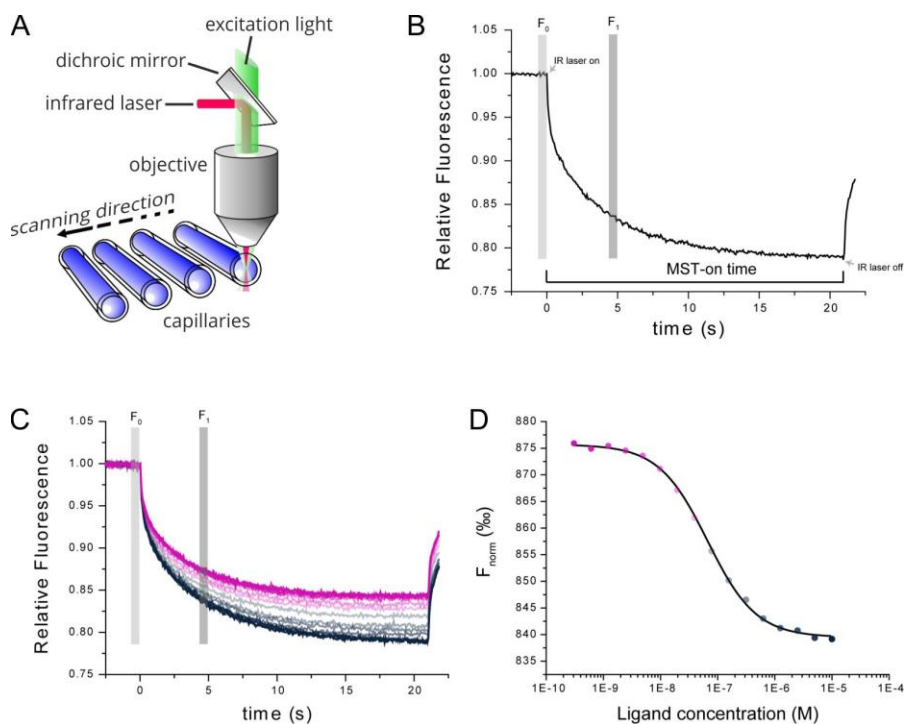 A
excitation light
dichroic mirror
infrared laser
objective
scanning direction
capillaries
B
F0
F1
1.05
1.00
0.95
0.90
0.85
0.80
0.75
IR laser on
IR laser off
MST-on time
Relative Fluorescence
0
5
10
15
20
time (s)
C
F0
F1
1.05
1.00
0.95
0.90
0.85
0.80
0.75
Relative Fluorescence
0
5
10
15
20
time (s)
D
880
875
870
865
860
855
850
845
840
835
Fnorm (‰)
1E-10
1E-9
1E-8
1E-7
1E-6
1E-5
1E-4
Ligand concentration (M)